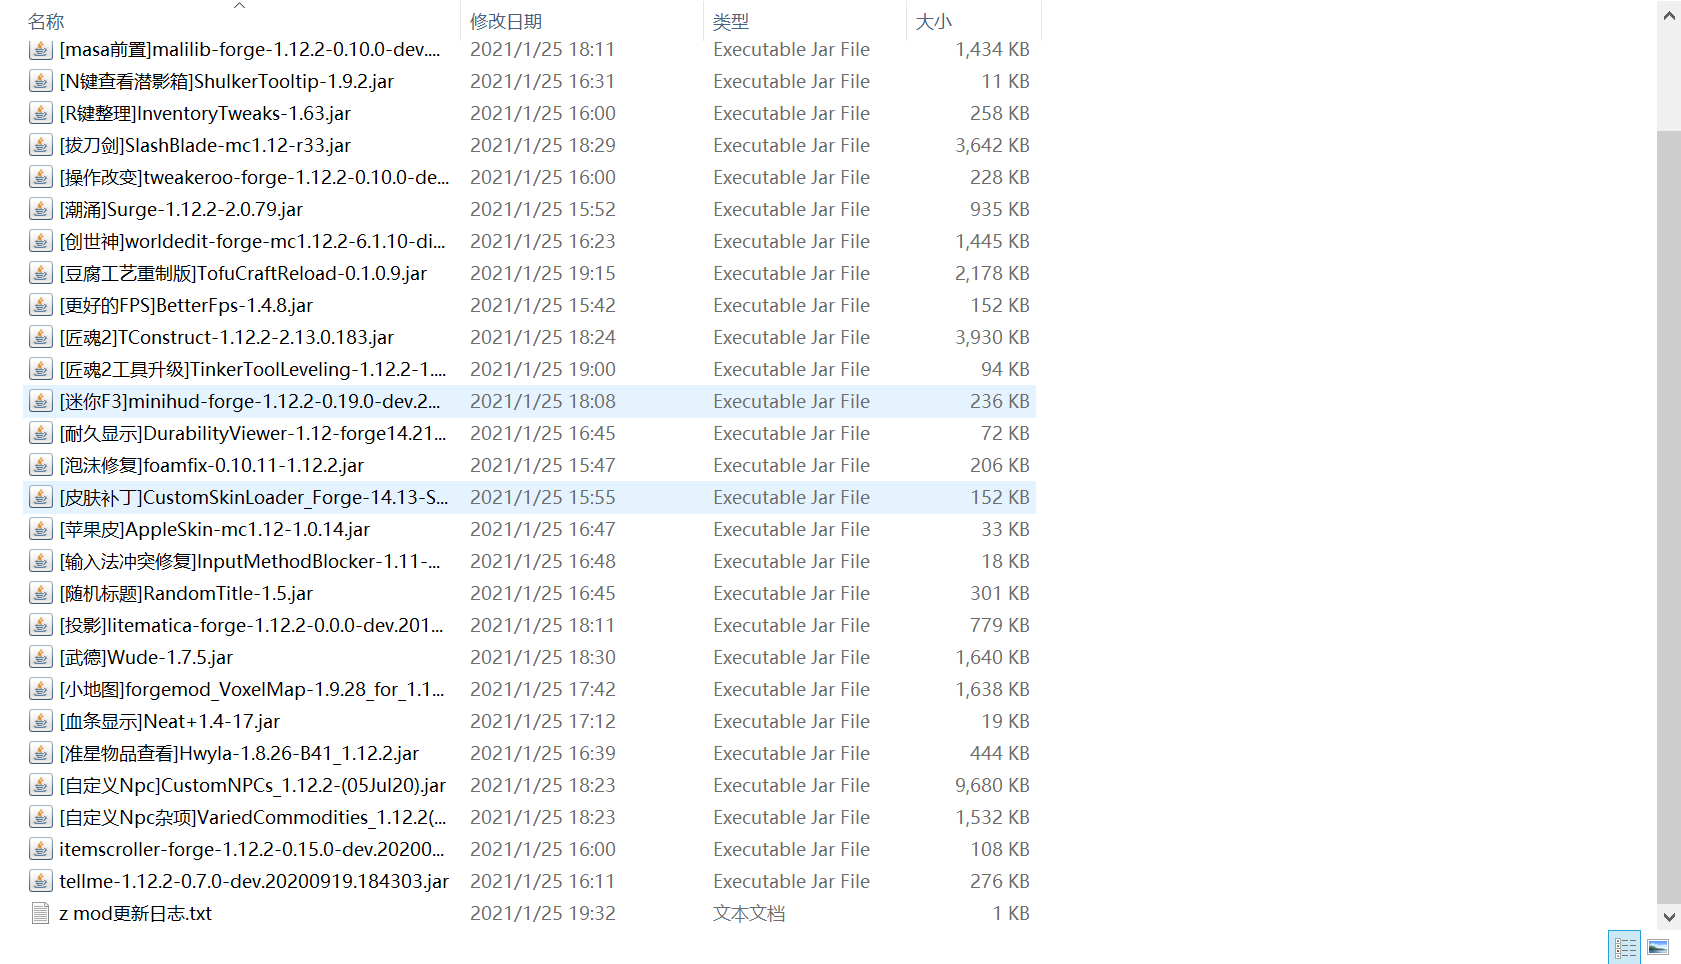 名称 修改日期 类型 大小
[masa前置]malilib-forge-1.12.2-0.10.0-dev.... 2021/1/25 18:11 Executable Jar File 1,434 KB
[N键查看潜影箱]ShulkerTooltip-1.9.2.jar 2021/1/25 16:31 Executable Jar File 11 KB
[R键整理]InventoryTweaks-1.63.jar 2021/1/25 16:00 Executable Jar File 258 KB
[拔刀剑]SlashBlade-mc1.12-r33.jar 2021/1/25 18:29 Executable Jar File 3,642 KB
[操作改变]tweakeroo-forge-1.12.2-0.10.0-de... 2021/1/25 16:00 Executable Jar File 228 KB
[潮涌]Surge-1.12.2-2.0.79.jar 2021/1/25 15:52 Executable Jar File 935 KB
[创世神]worldedit-forge-mc1.12.2-6.1.10-di... 2021/1/25 16:23 Executable Jar File 1,445 KB
[豆腐工艺重制版]TofuCraftReload-0.1.0.9.jar 2021/1/25 19:15 Executable Jar File 2,178 KB
[更好的FPS]BetterFps-1.4.8.jar 2021/1/25 15:42 Executable Jar File 152 KB
[匠魂2]TConstruct-1.12.2-2.13.0.183.jar 2021/1/25 18:24 Executable Jar File 3,930 KB
[匠魂2工具升级]TinkerToolLeveling-1.12.2-1.... 2021/1/25 19:00 Executable Jar File 94 KB
[迷你F3]minihud-forge-1.12.2-0.19.0-dev.2... 2021/1/25 18:08 Executable Jar File 236 KB
[耐久显示]DurabilityViewer-1.12-forge14.21... 2021/1/25 16:45 Executable Jar File 72 KB
[泡沫修复]foamfix-0.10.11-1.12.2.jar 2021/1/25 15:47 Executable Jar File 206 KB
[皮肤补丁]CustomSkinLoader_Forge-14.13-S... 2021/1/25 15:55 Executable Jar File 152 KB
[苹果皮]AppleSkin-mc1.12-1.0.14.jar 2021/1/25 16:47 Executable Jar File 33 KB
[输入法冲突修复]InputMethodBlocker-1.11-... 2021/1/25 16:48 Executable Jar File 18 KB
[随机标题]RandomTitle-1.5.jar 2021/1/25 16:45 Executable Jar File 301 KB
[投影]litematica-forge-1.12.2-0.0.0-dev.201... 2021/1/25 18:11 Executable Jar File 779 KB
[武德]Wude-1.7.5.jar 2021/1/25 18:30 Executable Jar File 1,640 KB
[小地图]forgemod_VoxelMap-1.9.28_for_1.1... 2021/1/25 17:42 Executable Jar File 1,638 KB
[血条显示]Neat+1.4-17.jar 2021/1/25 17:12 Executable Jar File 19 KB
[准星物品查看]Hwyla-1.8.26-B41_1.12.2.jar 2021/1/25 16:39 Executable Jar File 444 KB
[自定义Npc]CustomNPCs_1.12.2-(05Jul20).jar 2021/1/25 18:23 Executable Jar File 9,680 KB
[自定义Npc杂项]VariedCommodities_1.12.2(... 2021/1/25 18:23 Executable Jar File 1,532 KB
itemscroller-forge-1.12.2-0.15.0-dev.20200... 2021/1/25 16:00 Executable Jar File 108 KB
tellme-1.12.2-0.7.0-dev.20200919.184303.jar 2021/1/25 16:11 Executable Jar File 276 KB
z mod更新日志.txt 2021/1/25 19:32 文本文档 1 KB